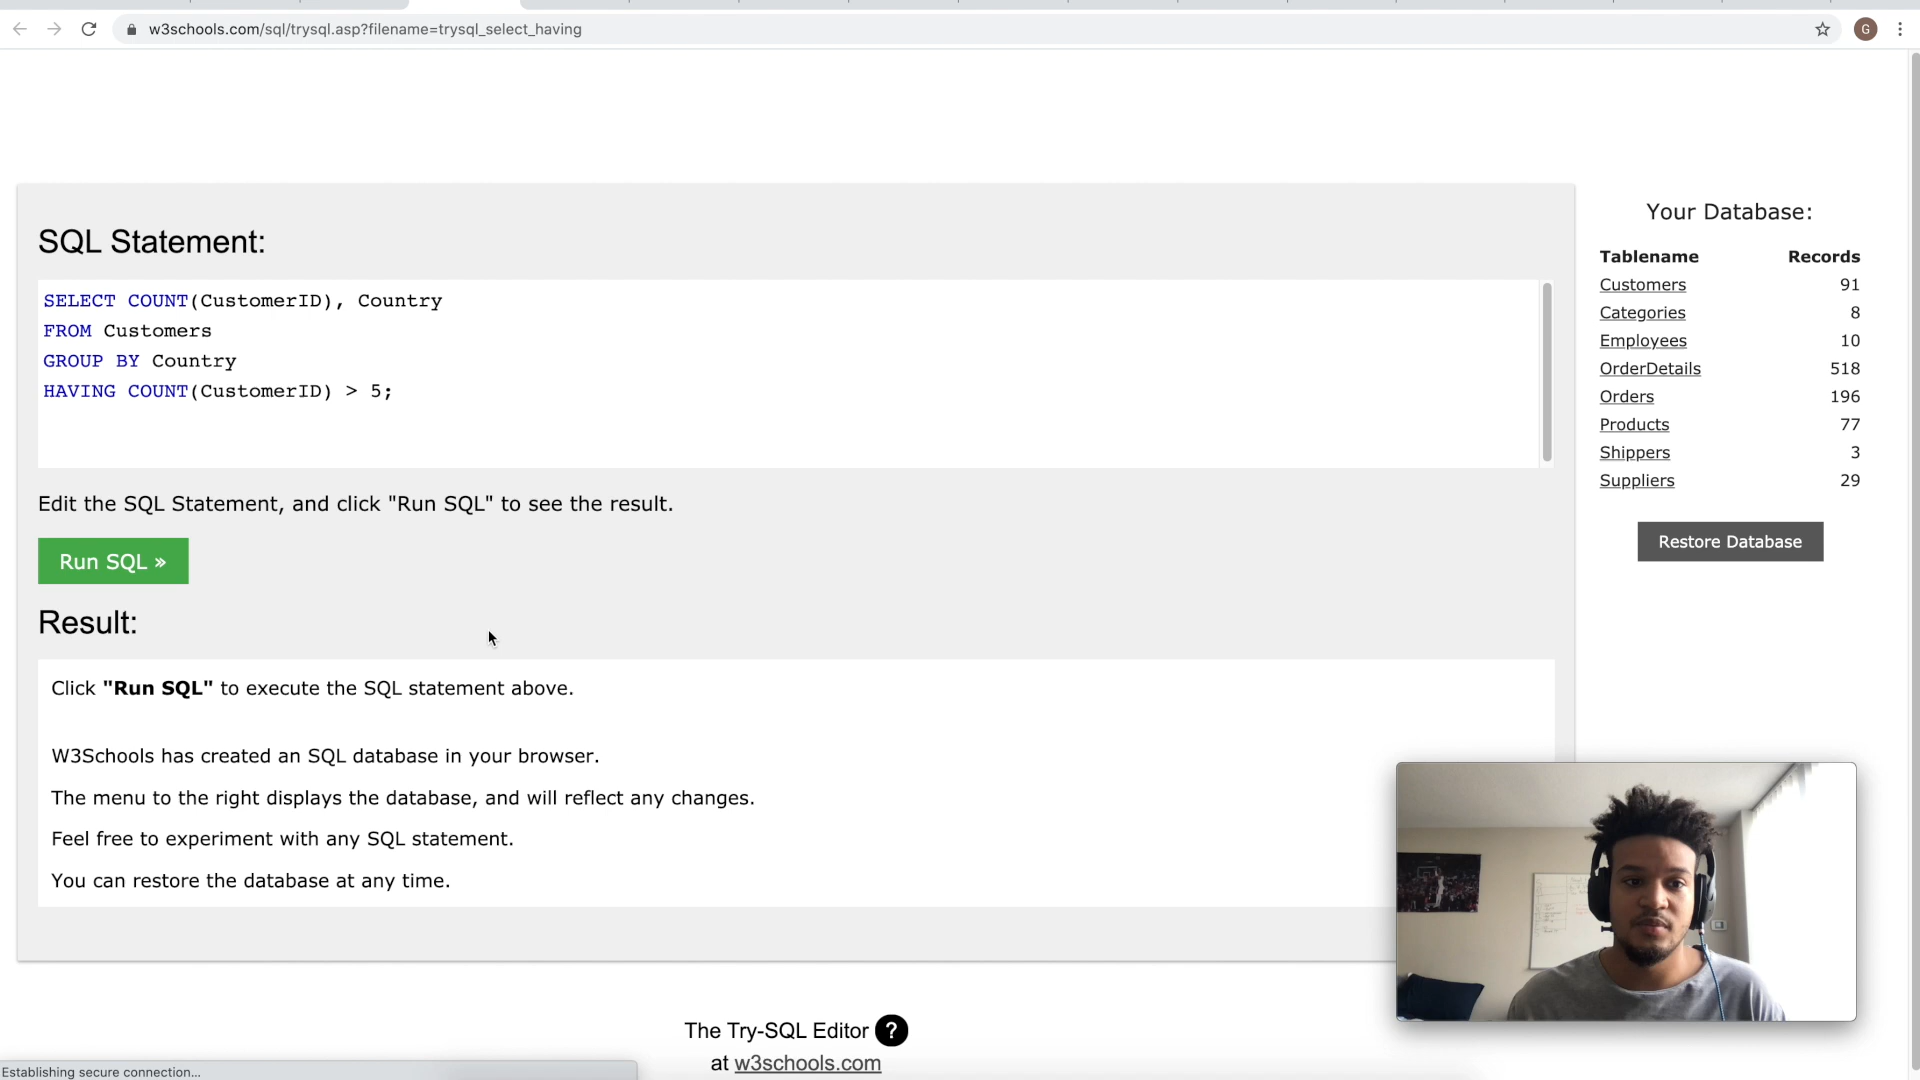 w3schools.com/sql/trysql.asp?filename=trysql_select_having
G
SQL Statement:
SELECT COUNT(CustomerID), Country
FROM Customers
GROUP BY Country
HAVING COUNT(CustomerID) > 5;
Edit the SQL Statement, and click "Run SQL" to see the result.
Run SQL »
Result:
Click "Run SQL" to execute the SQL statement above.
W3Schools has created an SQL database in your browser.
The menu to the right displays the database, and will reflect any changes.
Feel free to experiment with any SQL statement.
You can restore the database at any time.
Your Database:
Tablename Records
Customers 91
Categories 8
Employees 10
OrderDetails 518
Orders 196
Products 77
Shippers 3
Suppliers 29
Restore Database
The Try-SQL Editor ?
at w3schools.com
Establishing secure connection...